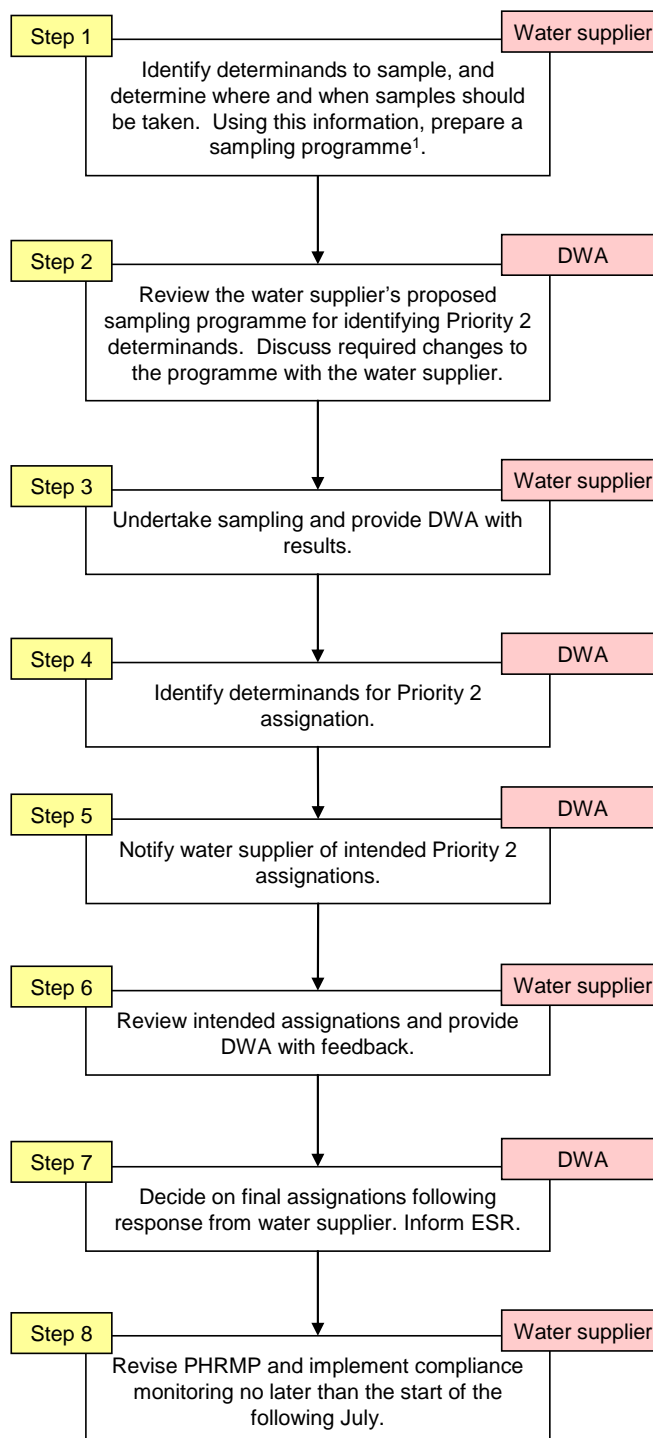 Step 1
Water supplier
Identify determinands to sample, and
determine where and when samples should
be taken.  Using this information, prepare a
sampling programme¹.
Step 2
DWA
Review the water supplier's proposed
sampling programme for identifying Priority 2
determinands.  Discuss required changes to
the programme with the water supplier.
Step 3
Water supplier
Undertake sampling and provide DWA with
results.
Step 4
DWA
Identify determinands for Priority 2
assignation.
Step 5
DWA
Notify water supplier of intended Priority 2
assignations.
Step 6
Water supplier
Review intended assignations and provide
DWA with feedback.
Step 7
DWA
Decide on final assignations following
response from water supplier. Inform ESR.
Step 8
Water supplier
Revise PHRMP and implement compliance
monitoring no later than the start of the
following July.